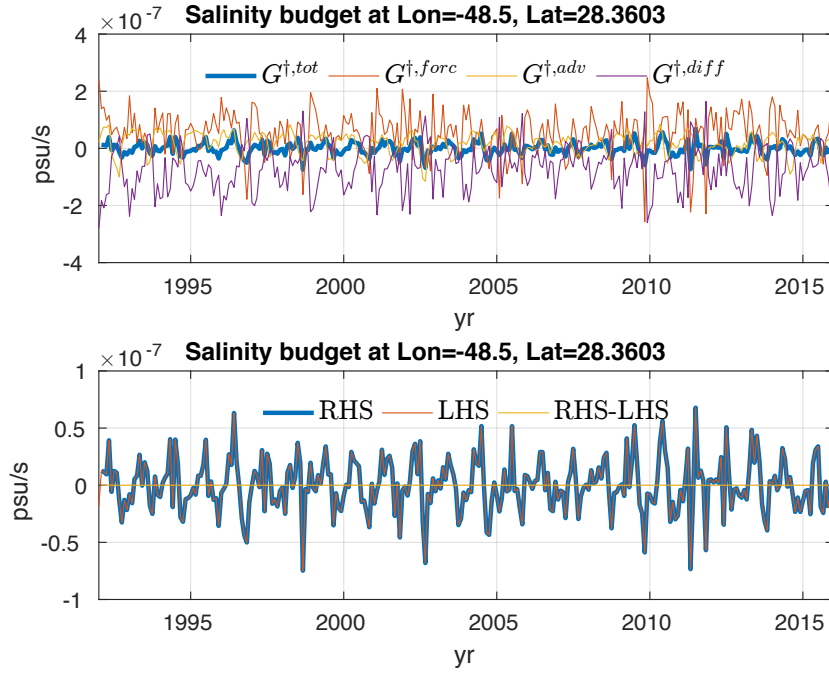 Salinity budget at Lon=-48.5, Lat=28.3603
×10⁻⁷
G†,tot G†,forc G†,adv G†,diff
4
2
0
-2
-4
psu/s
1995 2000 2005 2010 2015
yr
Salinity budget at Lon=-48.5, Lat=28.3603
×10⁻⁷
RHS LHS RHS-LHS
1
0.5
0
-0.5
-1
psu/s
1995 2000 2005 2010 2015
yr